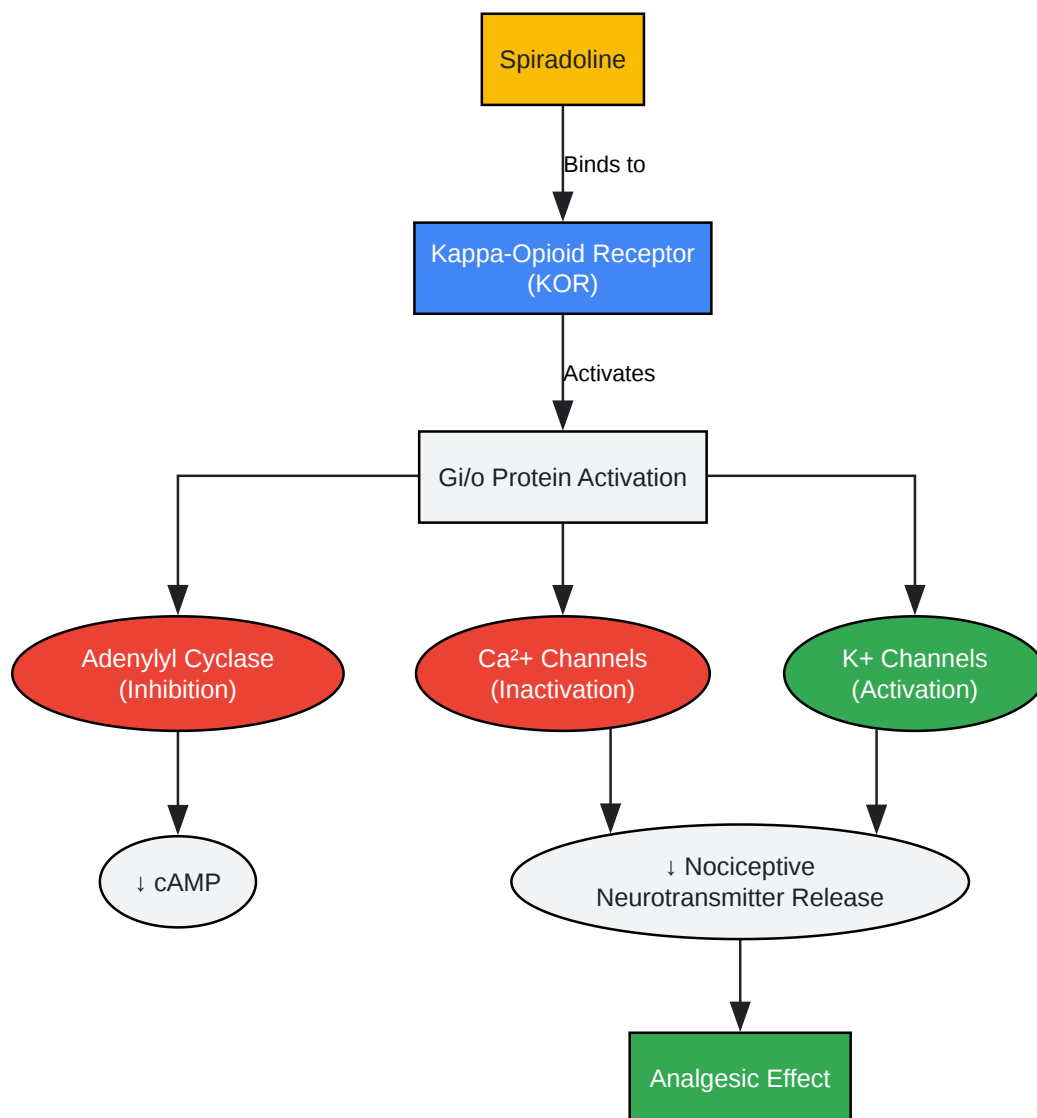 Spiradoline
Binds to
Kappa-Opioid Receptor
(KOR)
Activates
Gi/o Protein Activation
Adenylyl Cyclase
(Inhibition)
Ca²+ Channels
(Inactivation)
K+ Channels
(Activation)
↓ cAMP
↓ Nociceptive
Neurotransmitter Release
Analgesic Effect